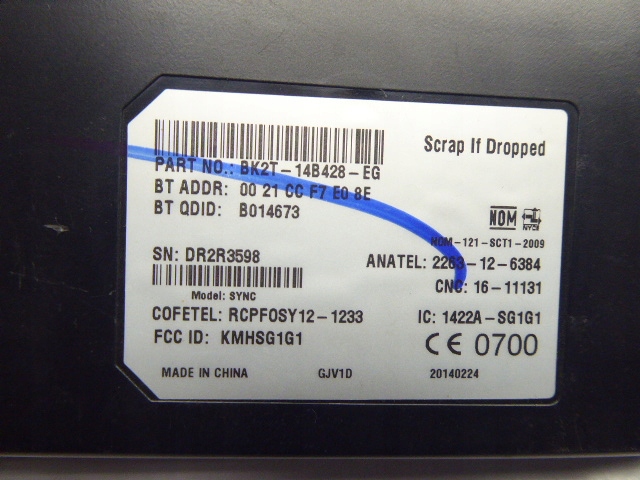 Scrap If Dropped
PART NO.: BK2T-14B428-EG
BT ADDR: 00 21 CC F7 E0 8E
BT QDID: B014673
NOM
NYCE
NOM-121-SCT1-2009
SN: DR2R3598
ANATEL: 2263-12-6384
CNC: 16-11131
Model: SYNC
COFETEL: RCPFOSY12-1233
IC: 1422A-SG1G1
FCC ID: KMHSG1G1
CE 0700
MADE IN CHINA
GJV1D
20140224